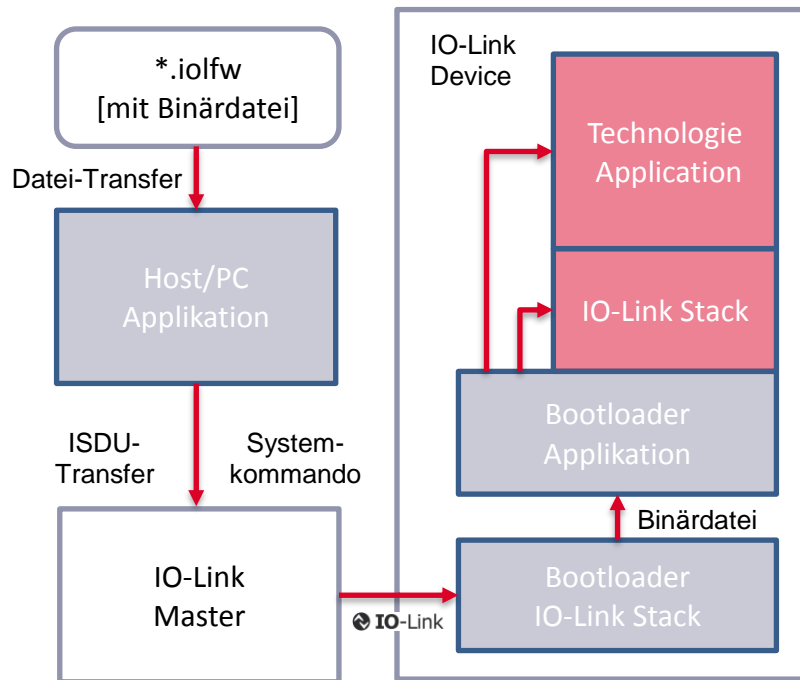 *.iolfw
[mit Binärdatei]
Datei-Transfer
Host/PC
Applikation
ISDU-
Transfer
System-
kommando
IO-Link
Master
IO-Link
IO-Link
Device
Technologie
Application
IO-Link Stack
Bootloader
Applikation
Binärdatei
Bootloader
IO-Link Stack